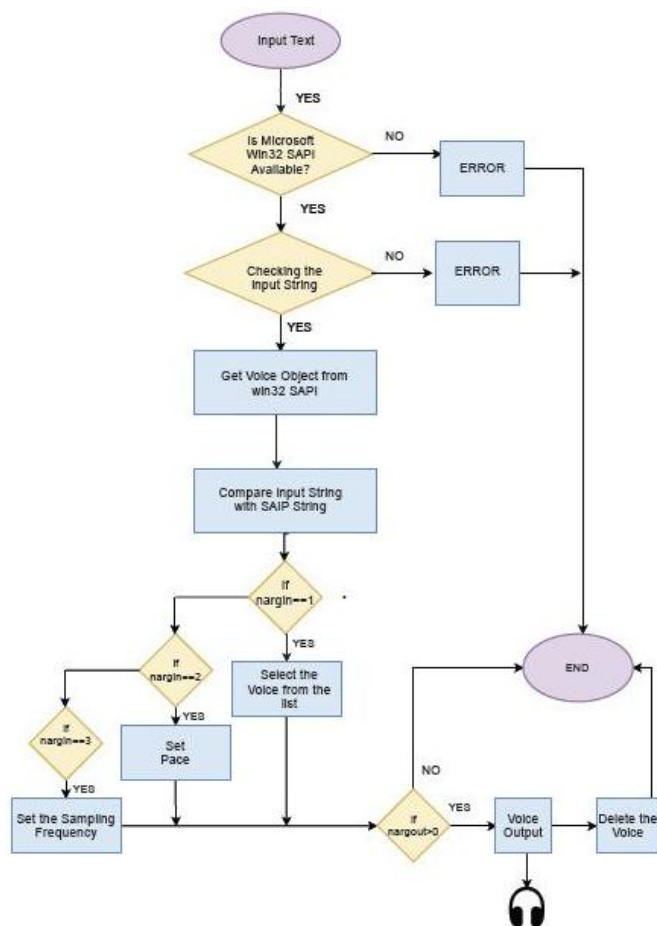 Input Text
YES
Is Microsoft
Win32 SAPI
Available?
NO
ERROR
YES
Checking the
Input String
NO
ERROR
YES
Get Voice Object from
win32 SAPI
Compare Input String
with SAIP String
If
nargin==1
YES
Select the
Voice from the
list
If
nargin==2
YES
Set
Pace
If
nargin==3
YES
Set the Sampling
Frequency
If
nargout>0
NO
YES
Voice
Output
Delete the
Voice
END